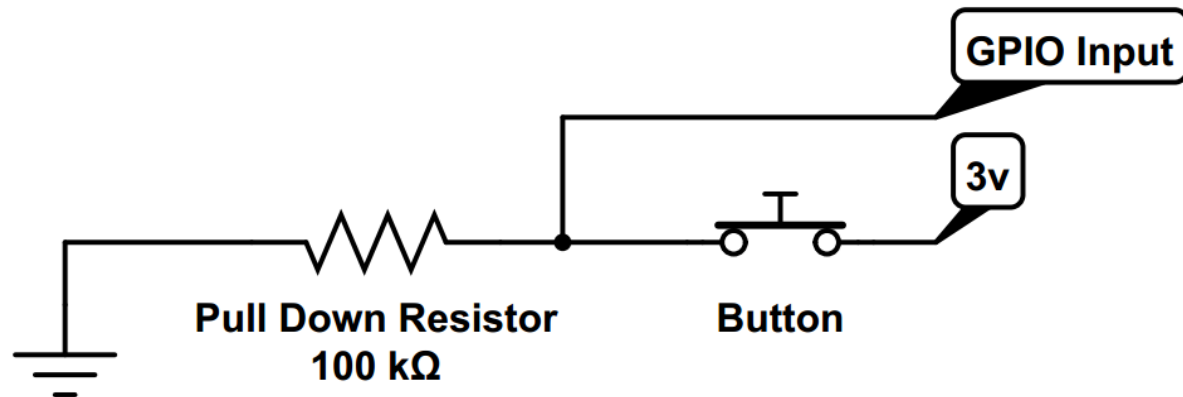 GPIO Input
3v
Pull Down Resistor
100 kΩ
Button